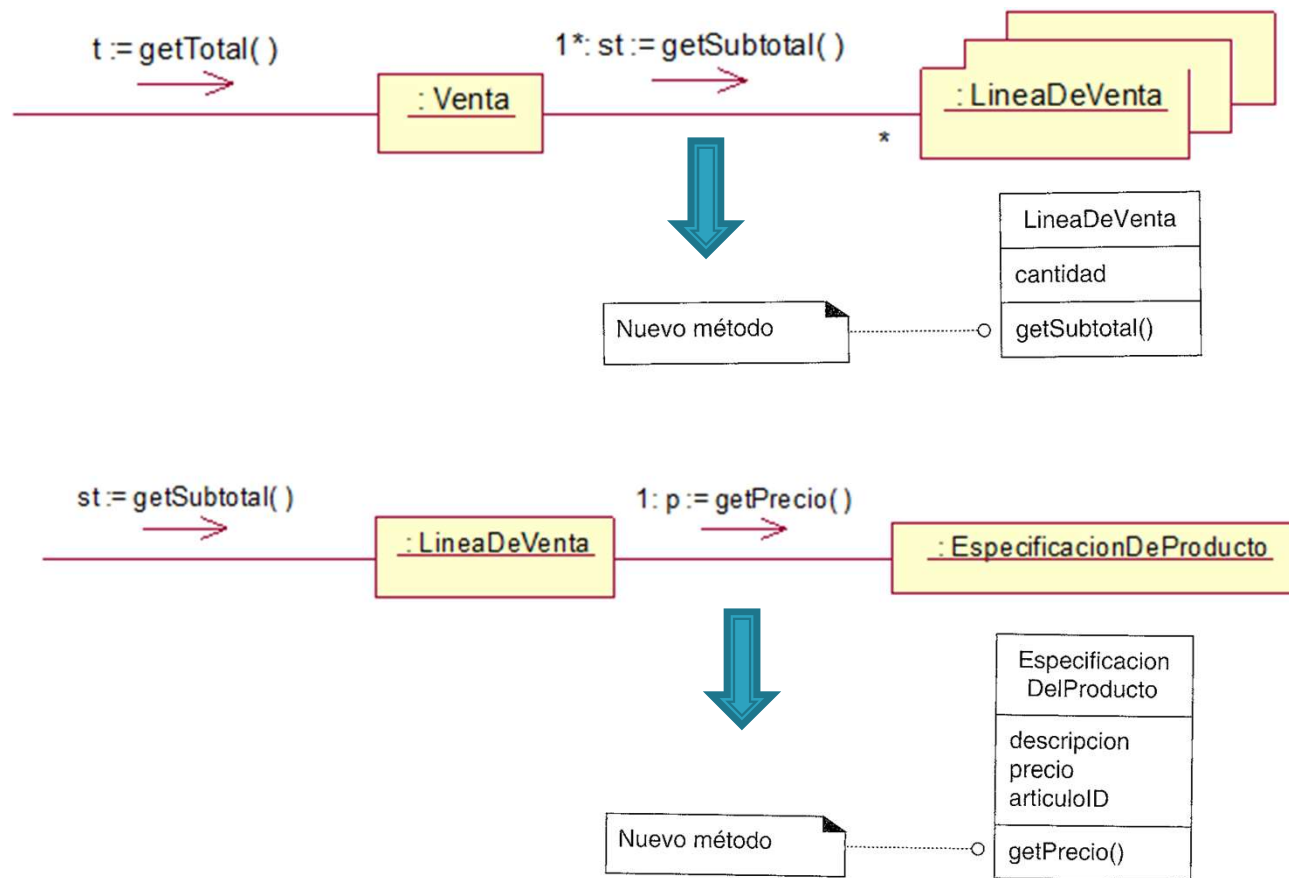 t := getTotal( )
1*: st := getSubtotal( )
: Venta
: LineaDeVenta
*
LineaDeVenta
cantidad
getSubtotal()
Nuevo método
st := getSubtotal( )
1: p := getPrecio( )
: LineaDeVenta
: EspecificacionDeProducto
Especificacion
DelProducto
descripcion
precio
articuloID
getPrecio()
Nuevo método